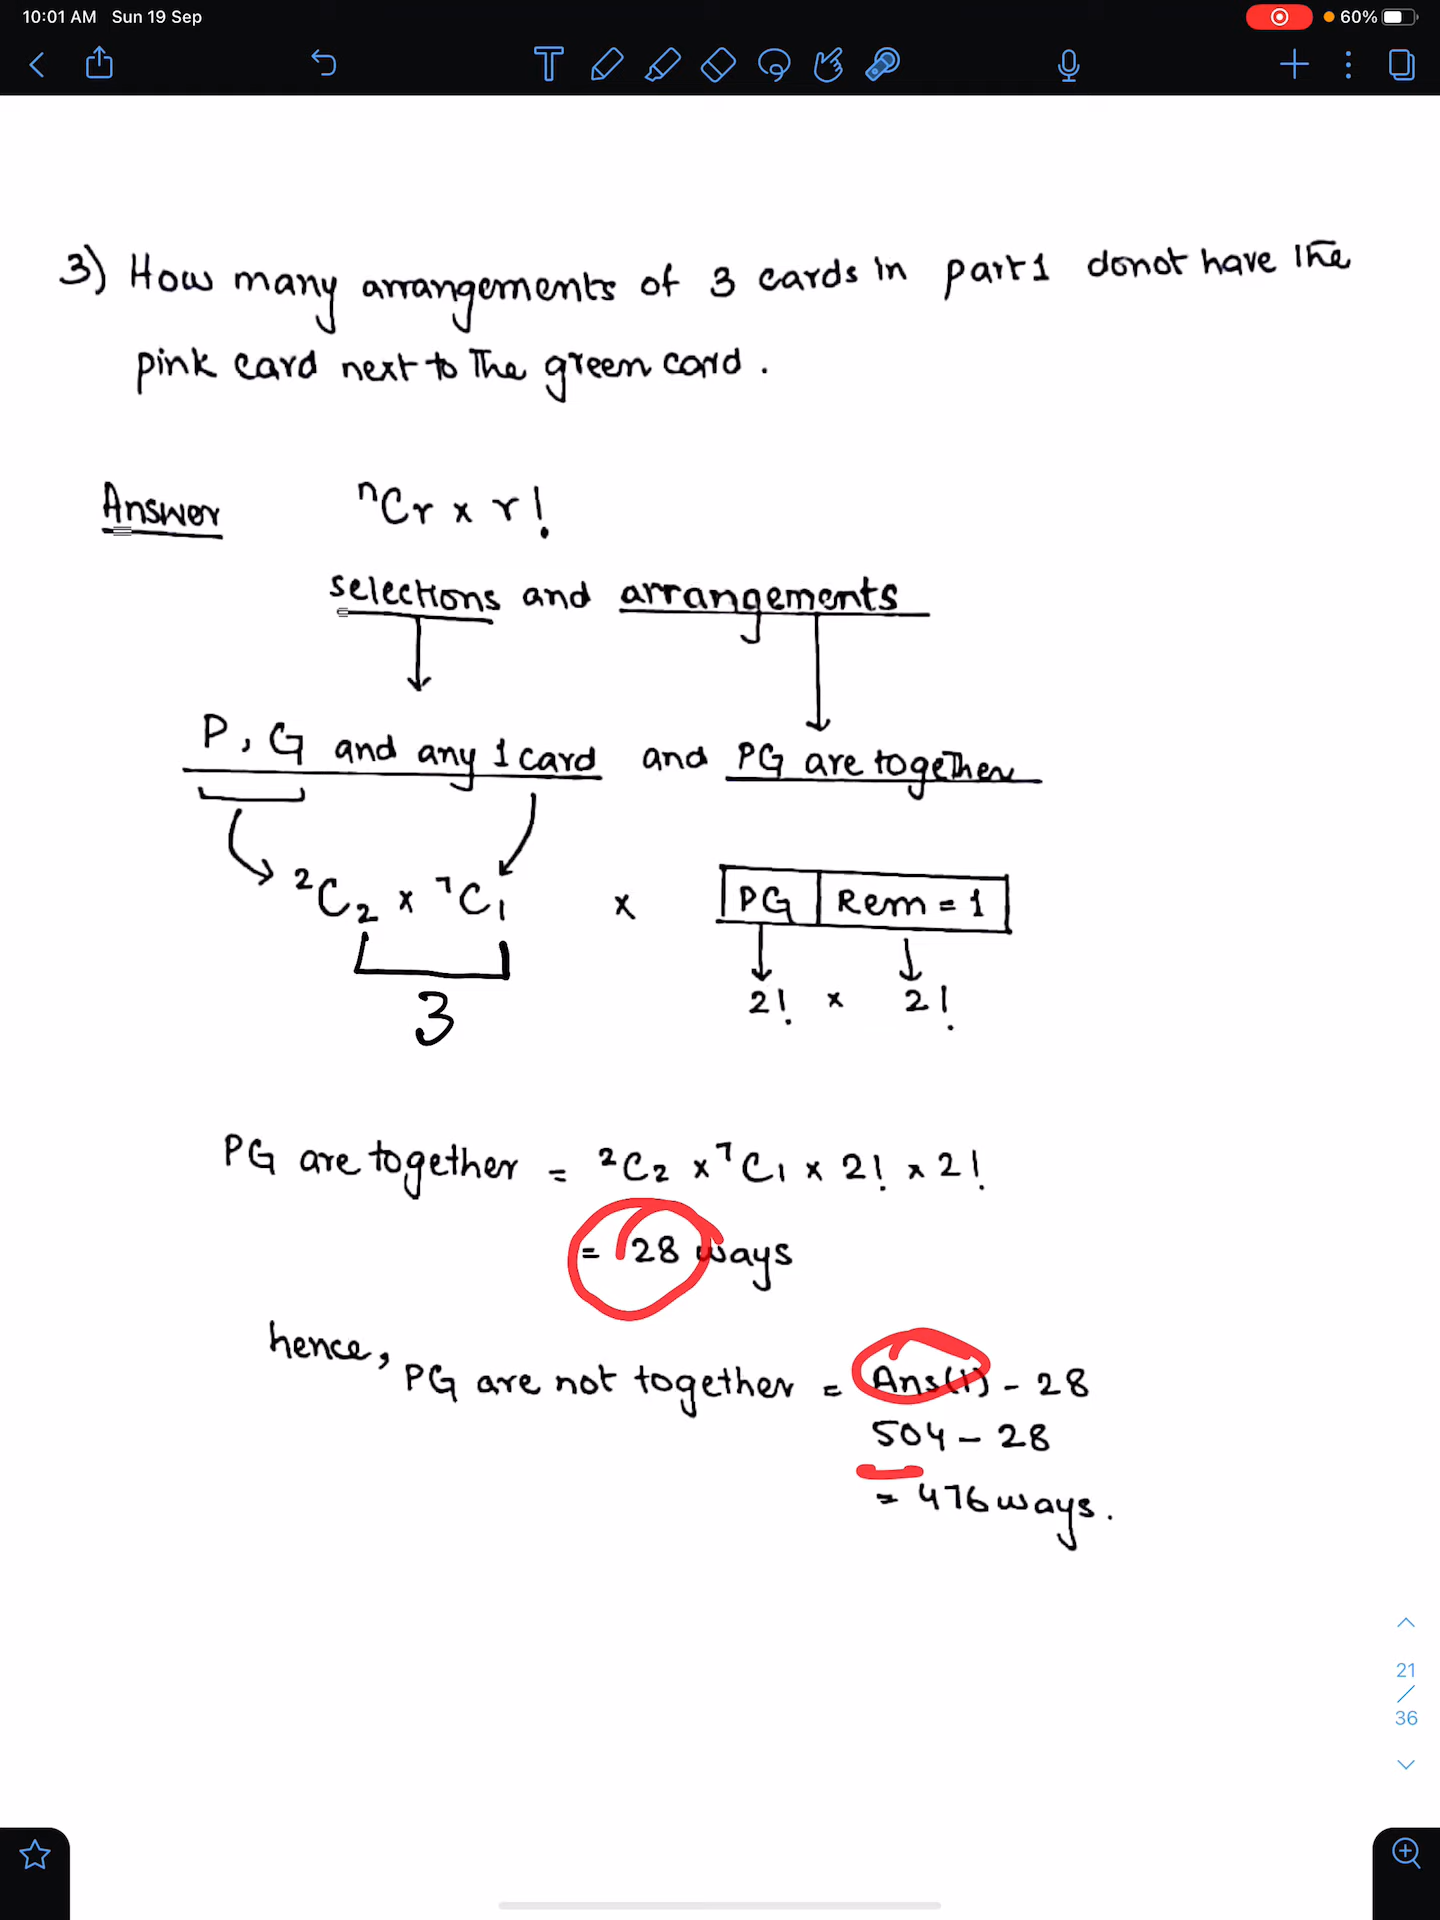 10:01 AM Sun 19 Sep
60%
3) How many arrangements of 3 cards in part 1 donot have the
pink card next to The green card.
Answer ⁿCr x r!
selections and arrangements
P, G and any 1 card and PG are together
²C₂ x ⁷C₁ x PG Rem = 1
3
2! x 2!
PG are together = ²C₂ x ⁷C₁ x 2! x 2!
= 28 ways
hence, PG are not together = Ans(1) - 28
504 - 28
= 476 ways.
21
/
36